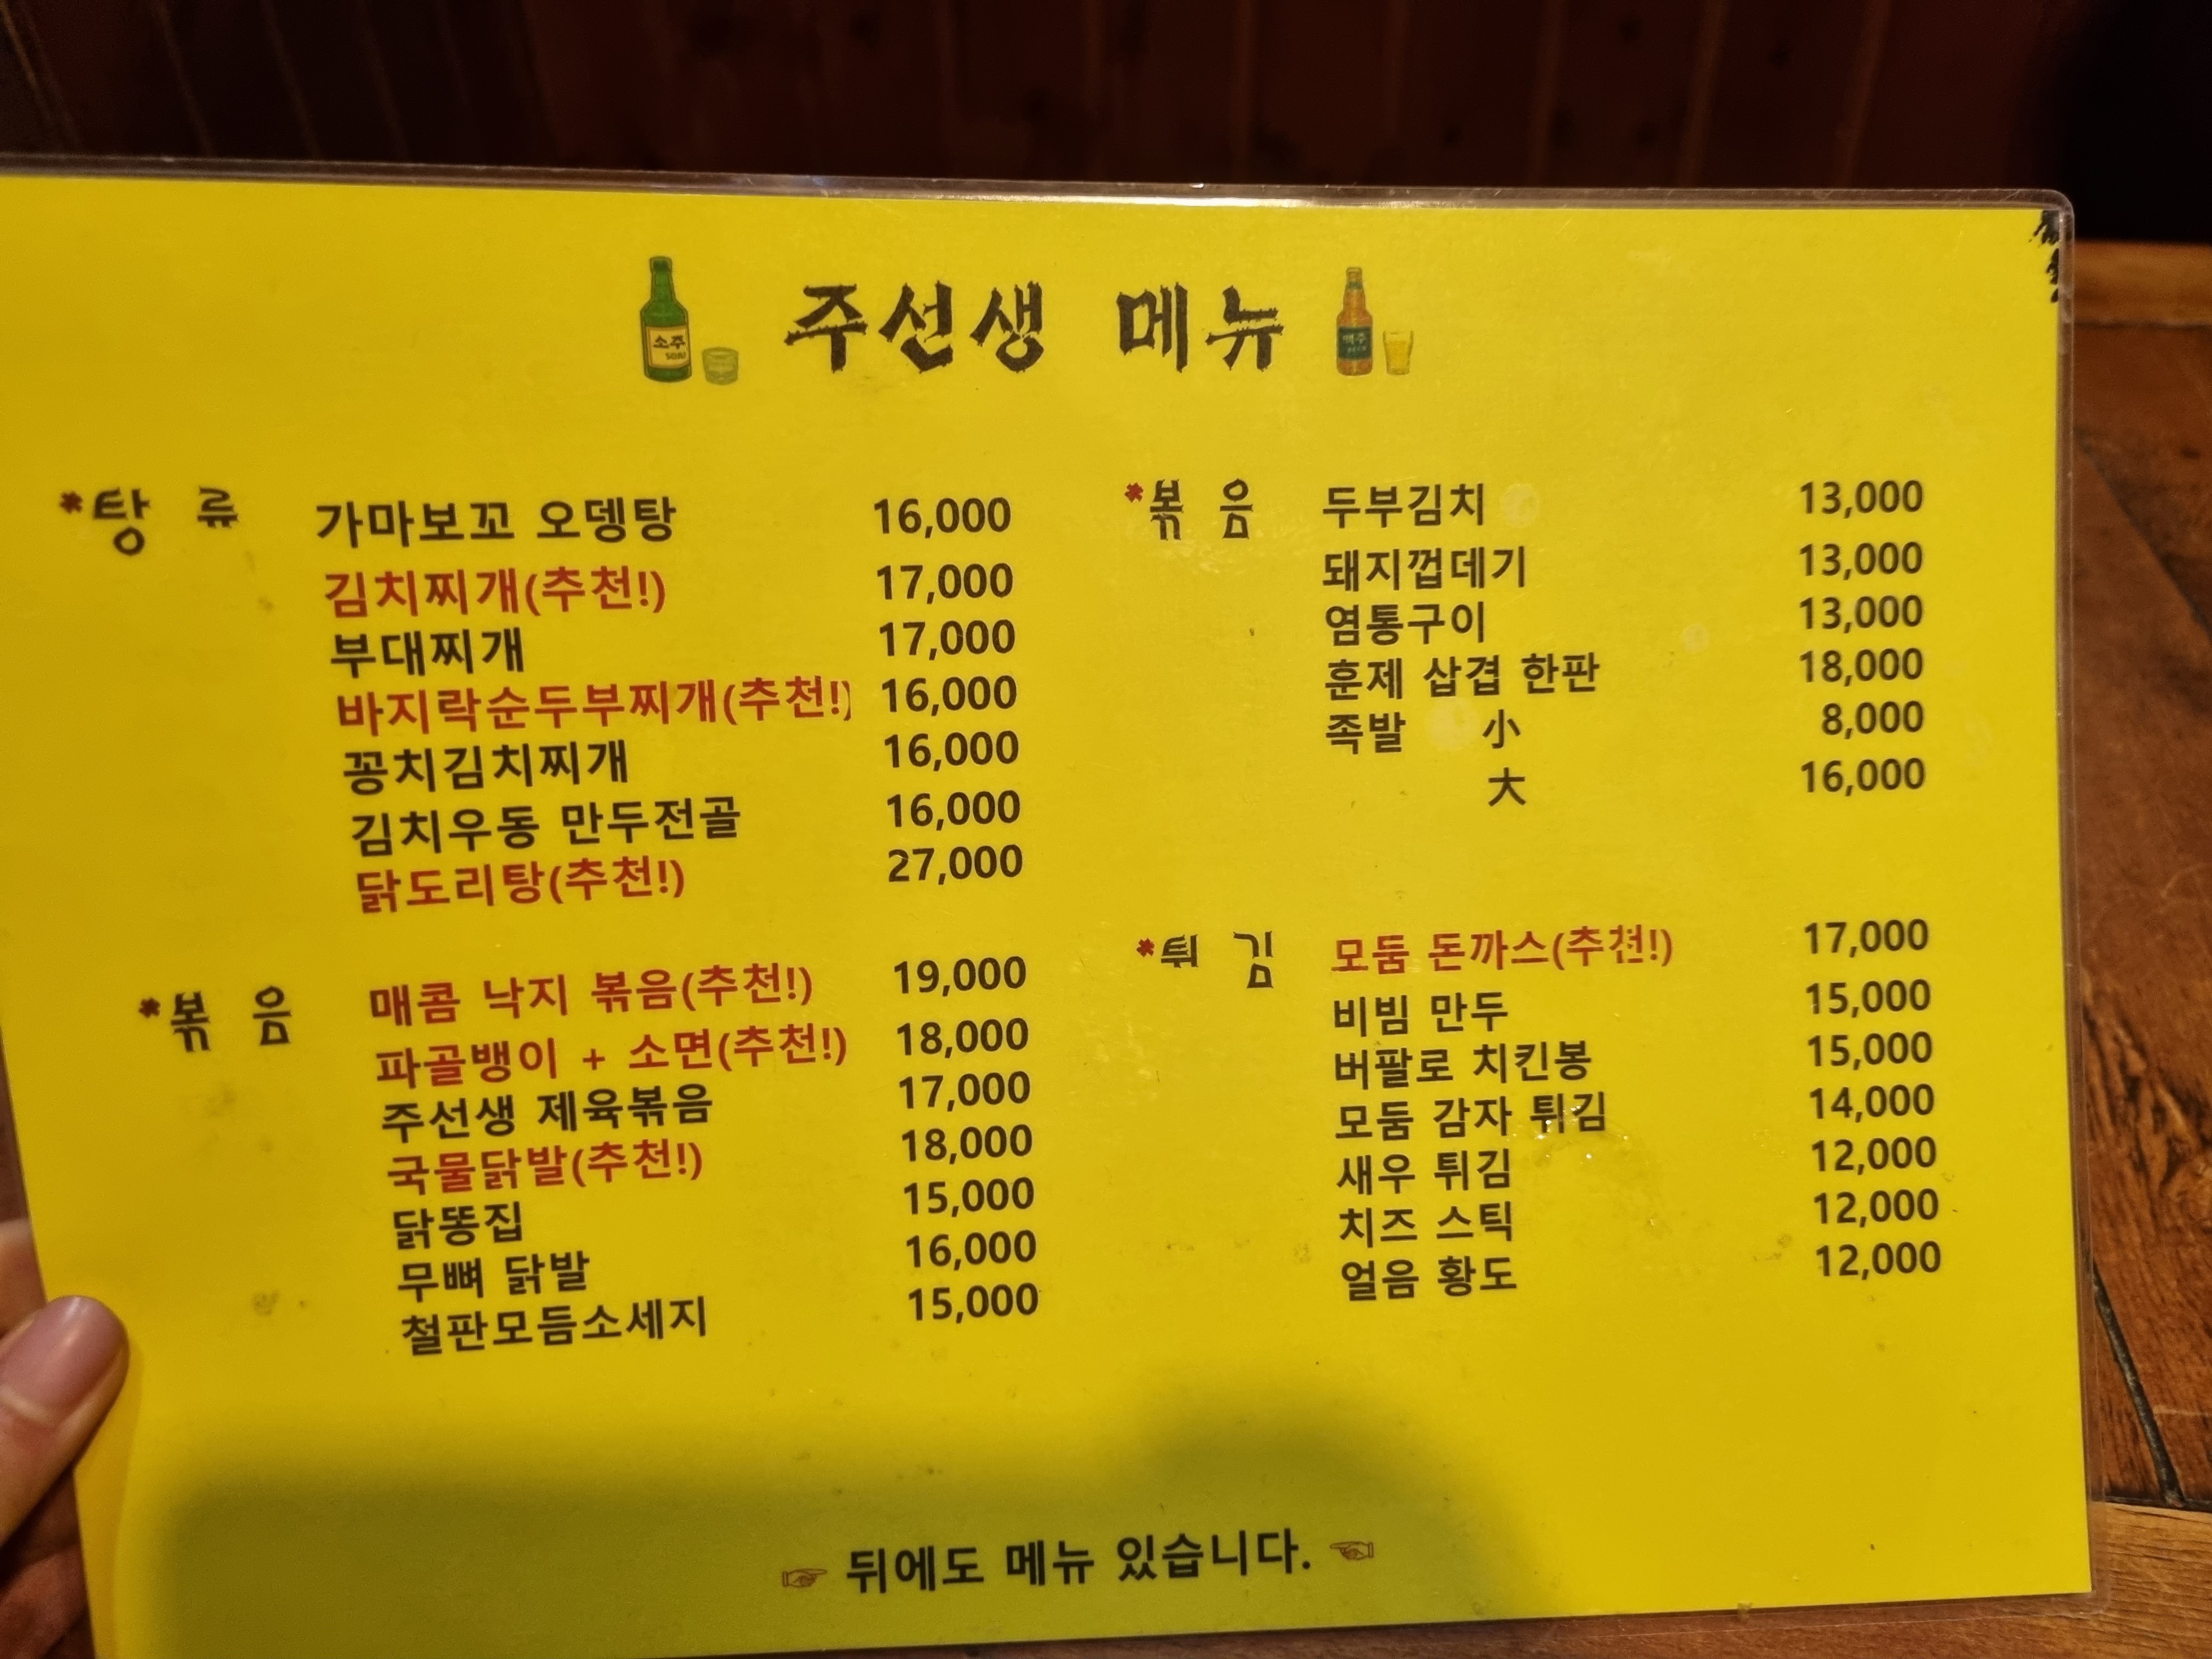 주선생 메뉴
소주
SOJU
맥주
*탕 류 가마보꼬 오뎅탕 16,000
김치찌개(추천!) 17,000
부대찌개 17,000
바지락순두부찌개(추천!) 16,000
꽁치김치찌개 16,000
김치우동 만두전골 16,000
닭도리탕(추천!) 27,000
*볶 음 매콤 낙지 볶음(추천!) 19,000
파골뱅이 + 소면(추천!) 18,000
주선생 제육볶음 17,000
국물닭발(추천!) 18,000
닭똥집 15,000
무뼈 닭발 16,000
철판모듬소세지 15,000
*볶 음 두부김치 13,000
돼지껍데기 13,000
염통구이 13,000
훈제 삽겹 한판 18,000
족발 小 8,000
大 16,000
*튀 김 모둠 돈까스(추천!) 17,000
비빔 만두 15,000
버팔로 치킨봉 15,000
모둠 감자 튀김 14,000
새우 튀김 12,000
치즈 스틱 12,000
얼음 황도 12,000
☞ 뒤에도 메뉴 있습니다. ☜